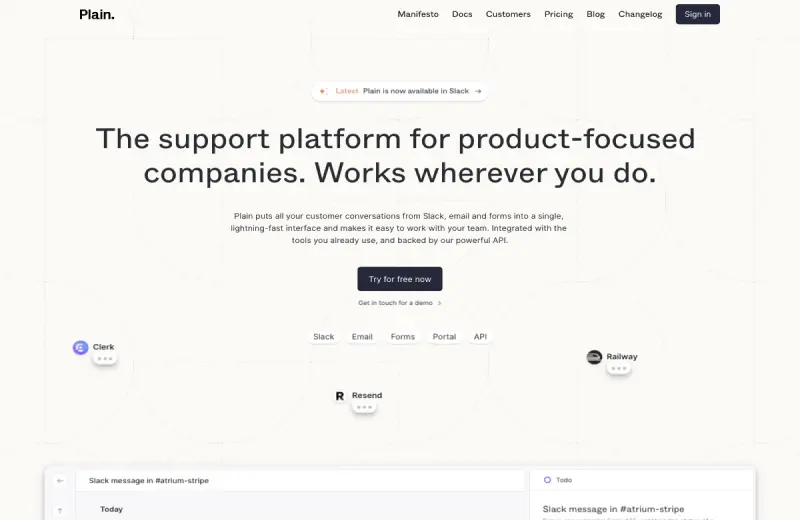 Plain.
Manifesto
Docs
Customers
Pricing
Blog
Changelog
Sign in
Latest Plain is now available in Slack →
The support platform for product-focused
companies. Works wherever you do.
Plain puts all your customer conversations from Slack, email and forms into a single,
lightning-fast interface and makes it easy to work with your team. Integrated with the
tools you already use, and backed by our powerful API.
Try for free now
Get in touch for a demo >
Slack
Email
Forms
Portal
API
Clerk
Railway
R Resend
Slack message in #atrium-stripe
Todo
Today
Slack message in #atrium-stripe